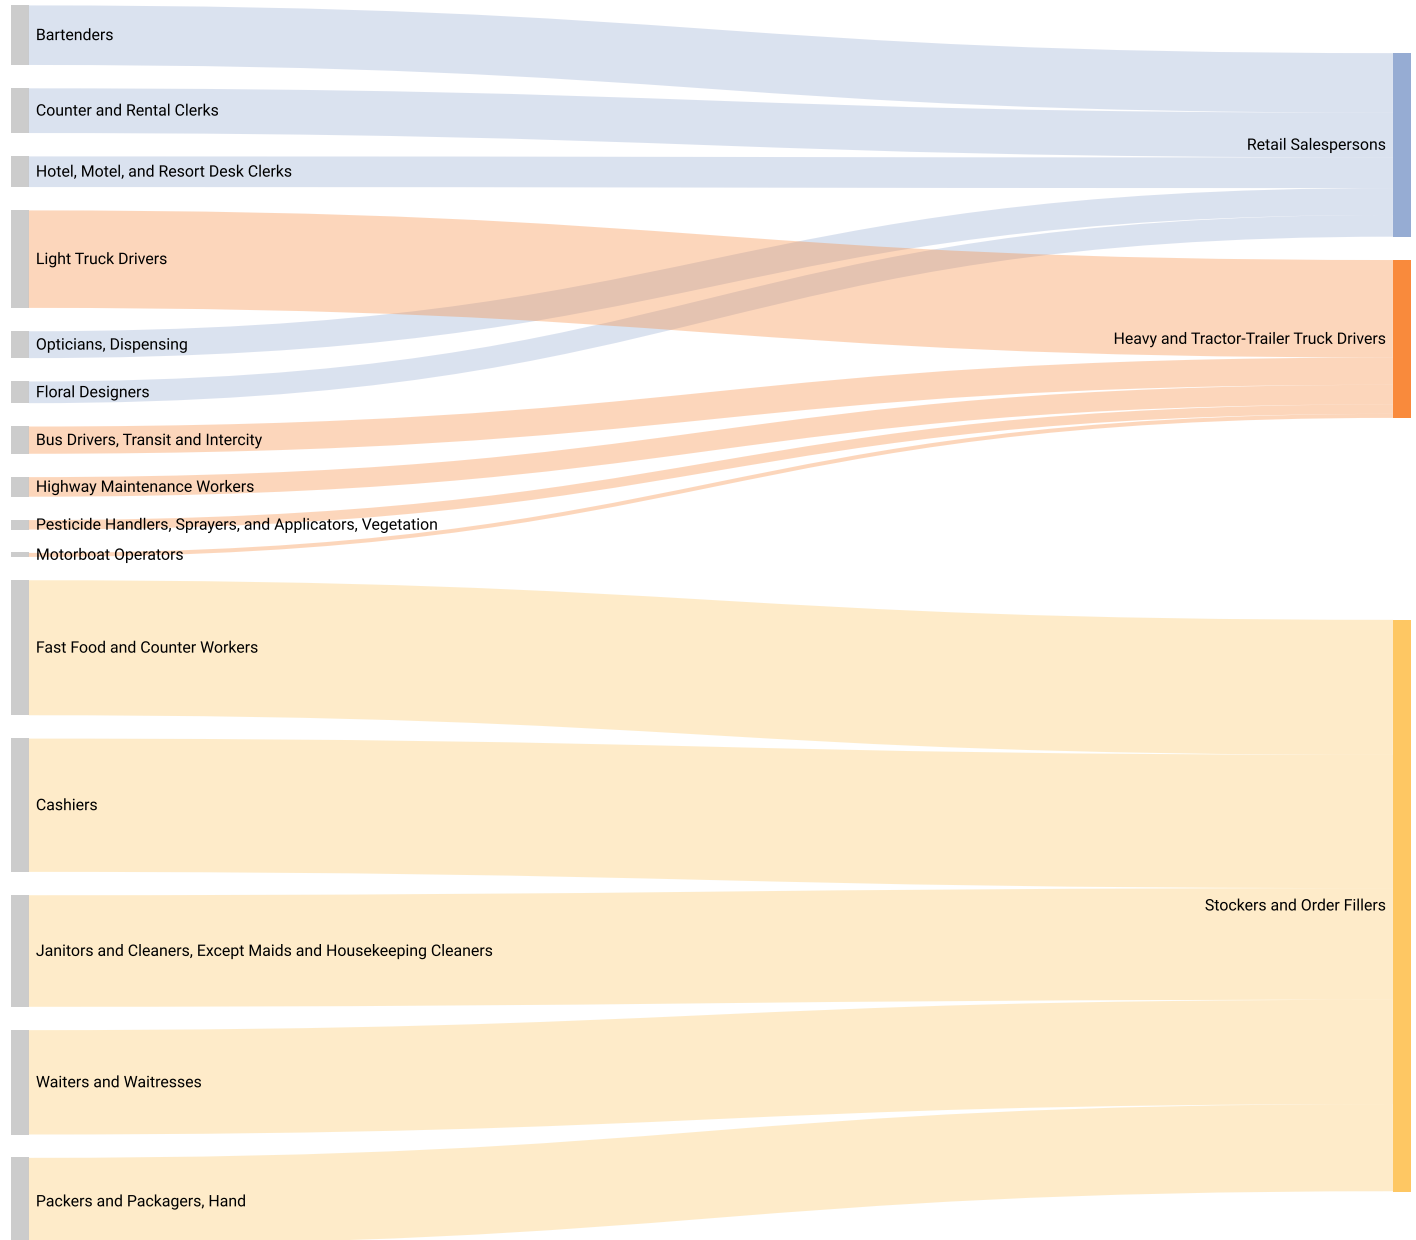 Bartenders
Counter and Rental Clerks
Hotel, Motel, and Resort Desk Clerks
Light Truck Drivers
Opticians, Dispensing
Floral Designers
Bus Drivers, Transit and Intercity
Highway Maintenance Workers
Pesticide Handlers, Sprayers, and Applicators, Vegetation
Motorboat Operators
Fast Food and Counter Workers
Cashiers
Janitors and Cleaners, Except Maids and Housekeeping Cleaners
Waiters and Waitresses
Packers and Packagers, Hand
Retail Salespersons
Heavy and Tractor-Trailer Truck Drivers
Stockers and Order Fillers